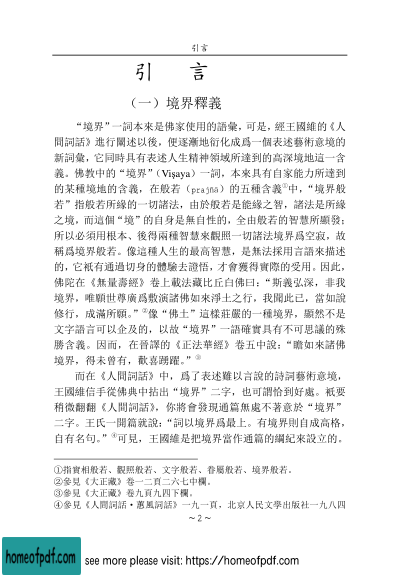 引言
引 言
（一）境界釋義
“境界”一詞本來是佛家使用的語彙，可是，經王國維的《人
間詞話》進行闡述以後，便逐漸地衍化成爲一個表述藝術意境的
新詞彙，它同時具有表述人生精神領域所達到的高深境地這一含
義。佛教中的“境界”（Viṣaya）一詞，本來具有自家能力所達到
的某種境地的含義，在般若（prajñā）的五種含義①中，“境界般
若”指般若所緣的一切諸法，由於般若是能緣之智，諸法是所緣
之境，而這個“境”的自身是無自性的，全由般若的智慧所顯發；
所以必須用根本、後得兩種智慧來觀照一切諸法境界爲空寂，故
稱爲境界般若。像這種人生的最高智慧，是無法採用言語來描述
的，它衹有通過切身的體驗去證悟，才會獲得實際的受用。因此，
佛陀在《無量壽經》卷上載法藏比丘白佛曰：“斯義弘深，非我
境界，唯願世尊廣爲敷演諸佛如來淨土之行，我聞此已，當如說
修行，成滿所願。”②像“佛土”這樣莊嚴的一種境界，顯然不是
文字語言可以企及的，以故“境界”一語確實具有不可思議的殊
勝含義。因而，在晉譯的《正法華經》卷五中說：“瞻如來諸佛
境界，得未曾有，歡喜踴躍。”③
而在《人間詞話》中，爲了表述難以言說的詩詞藝術意境，
王國維信手從佛典中拈出“境界”二字，也可謂恰到好處。衹要
稍微翻翻《人間詞話》，你將會發現通篇無處不著意於“境界”
二字。王氏一開篇就說：“詞以境界爲最上。有境界則自成高格，
自有名句。”④可見，王國維是把境界當作通篇的綱紀來設立的。
①指實相般若、觀照般若、文字般若、眷屬般若、境界般若。
②參見《大正藏》卷一二頁二六七中欄。
③參見《大正藏》卷九頁九四下欄。
④參見《人間詞話·蕙風詞話》一九一頁，北京人民文學出版社一九八四
～2～
homeofpdf.com
see more please visit: https://homeofpdf.com